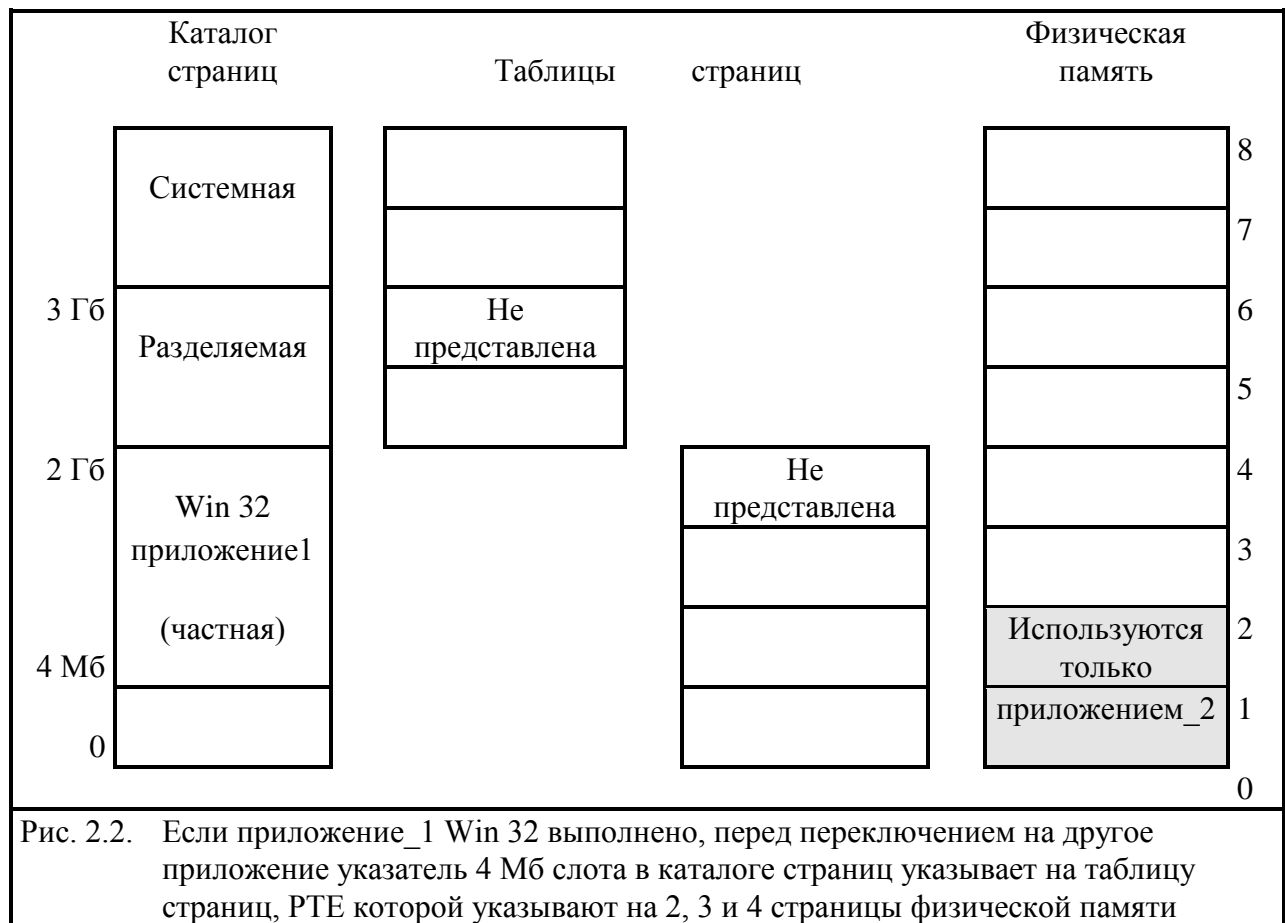 Каталог
страниц
Таблицы страниц
Физическая
память
Системная
3 Гб
Разделяемая
2 Гб
Win 32
приложение1
(частная)
4 Мб
0
Не
представлена
Не
представлена
8
7
6
5
4
3
Используются 2
только
приложением_2 1
0
Рис. 2.2. Если приложение_1 Win 32 выполнено, перед переключением на другое
приложение указатель 4 Мб слота в каталоге страниц указывает на таблицу
страниц, PTE которой указывают на 2, 3 и 4 страницы физической памяти